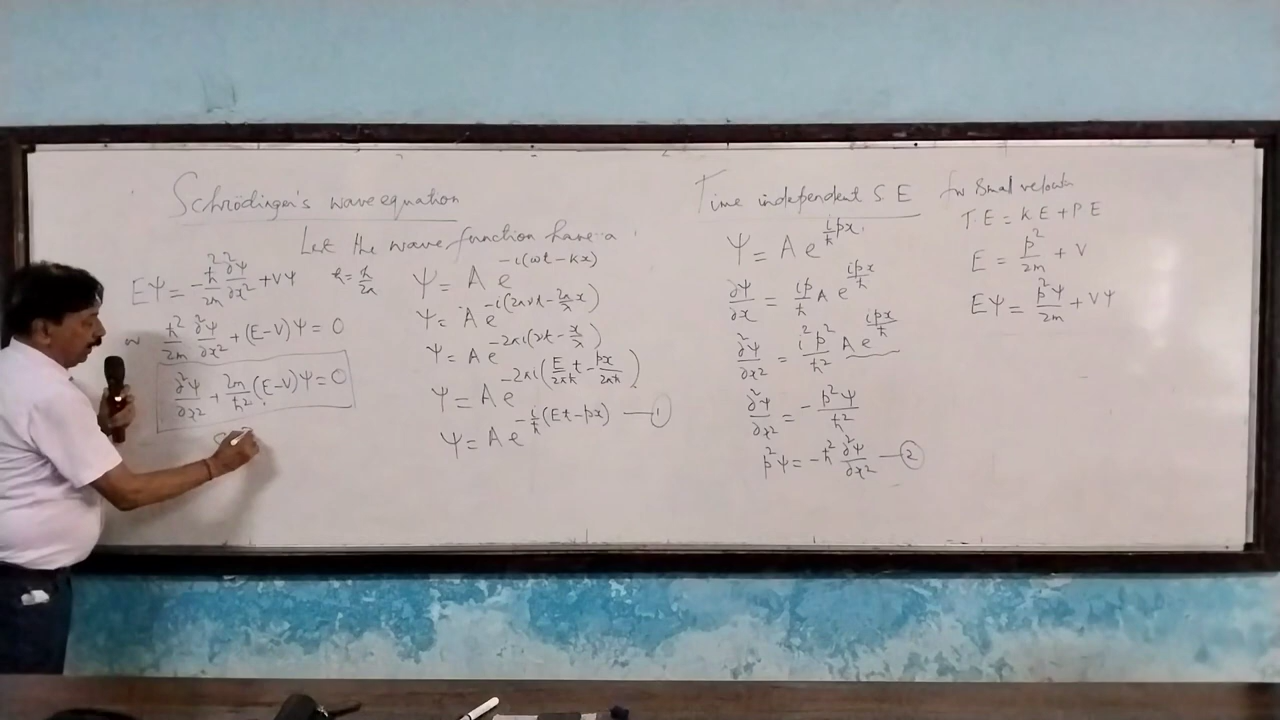 Schrödinger's wave equation
Let the wave function have a
Eψ = -ħ²/2m ∂²ψ/∂x² + Vψ
ħ = h/2π
or ħ²/2m ∂²ψ/∂x² + (E-V)ψ = 0
∂²ψ/∂x² + 2m/ħ² (E-V)ψ = 0
ψ = A e^{-i(ωt - kx)}
ψ = A e^{-i(2πνt - 2π/λ x)}
ψ = A e^{-2πi(νt - x/λ)}
ψ = A e^{-2πi(E/2πħ t - px/2πħ)}
ψ = A e^{-i/ħ (Et - px)} — 1
Time independent S.E
ψ = A e^{i/ħ px}
∂ψ/∂x = ip/ħ A e^{ipx/ħ}
∂²ψ/∂x² = i²p²/ħ² A e^{ipx/ħ}
∂²ψ/∂x² = - p²ψ/ħ²
p²ψ = -ħ² ∂²ψ/∂x² — 2
for small velocity
T.E = K.E + P.E
E = p²/2m + V
Eψ = p²ψ/2m + Vψ